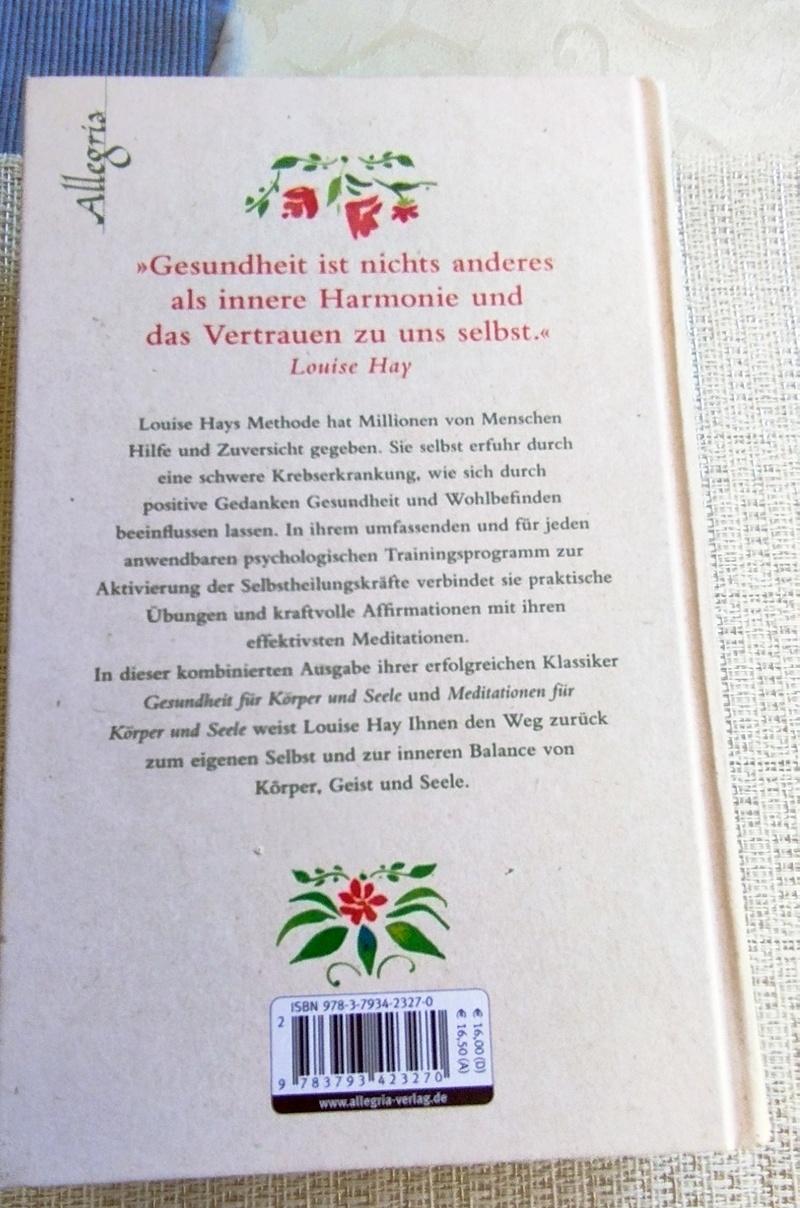 Allegria
»Gesundheit ist nichts anderes
als innere Harmonie und
das Vertrauen zu uns selbst.«
Louise Hay
Louise Hays Methode hat Millionen von Menschen
Hilfe und Zuversicht gegeben. Sie selbst erfuhr durch
eine schwere Krebserkrankung, wie sich durch
positive Gedanken Gesundheit und Wohlbefinden
beeinflussen lassen. In ihrem umfassenden und für jeden
anwendbaren psychologischen Trainingsprogramm zur
Aktivierung der Selbstheilungskräfte verbindet sie praktische
Übungen und kraftvolle Affirmationen mit ihren
effektivsten Meditationen.
In dieser kombinierten Ausgabe ihrer erfolgreichen Klassiker
Gesundheit für Körper und Seele und Meditationen für
Körper und Seele weist Louise Hay Ihnen den Weg zurück
zum eigenen Selbst und zur inneren Balance von
Körper, Geist und Seele.
ISBN 978-3-7934-2327-0
2
9 783793 423270
€ 16,00 (D)
€ 16,50 (A)
www.allegria-verlag.de